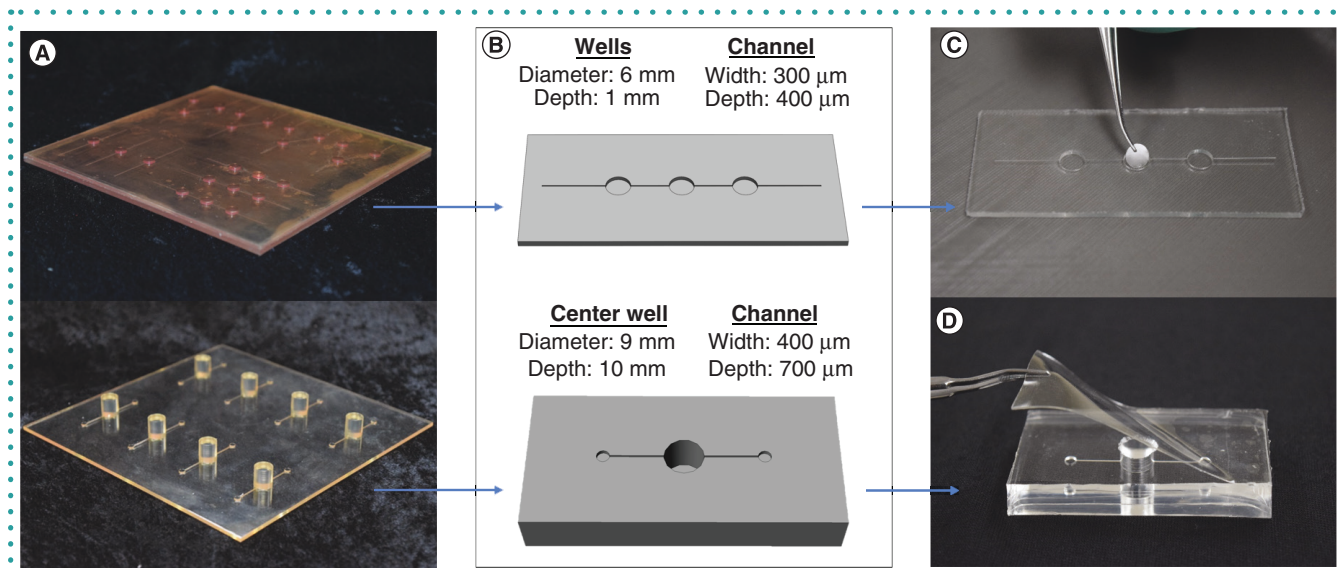 A
B
Wells
Diameter: 6 mm
Depth: 1 mm
Channel
Width: 300 μm
Depth: 400 μm
Center well
Diameter: 9 mm
Depth: 10 mm
Channel
Width: 400 μm
Depth: 700 μm
C
D